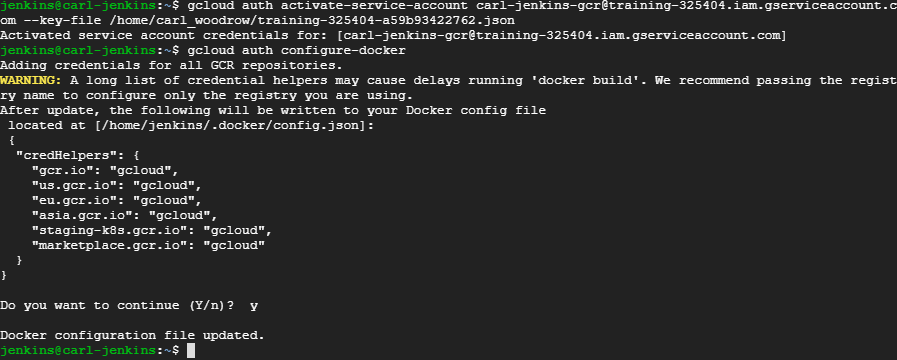 jenkins@carl-jenkins:~$ gcloud auth activate-service-account carl-jenkins-gcr@training-325404.iam.gserviceaccount.c
om --key-file /home/carl_woodrow/training-325404-a59b93422762.json
Activated service account credentials for: [carl-jenkins-gcr@training-325404.iam.gserviceaccount.com]
jenkins@carl-jenkins:~$ gcloud auth configure-docker
Adding credentials for all GCR repositories.
WARNING: A long list of credential helpers may cause delays running 'docker build'. We recommend passing the regist
ry name to configure only the registry you are using.
After update, the following will be written to your Docker config file
 located at [/home/jenkins/.docker/config.json]:
 {
  "credHelpers": {
    "gcr.io": "gcloud",
    "us.gcr.io": "gcloud",
    "eu.gcr.io": "gcloud",
    "asia.gcr.io": "gcloud",
    "staging-k8s.gcr.io": "gcloud",
    "marketplace.gcr.io": "gcloud"
  }
}
Do you want to continue (Y/n)?  y
Docker configuration file updated.
jenkins@carl-jenkins:~$